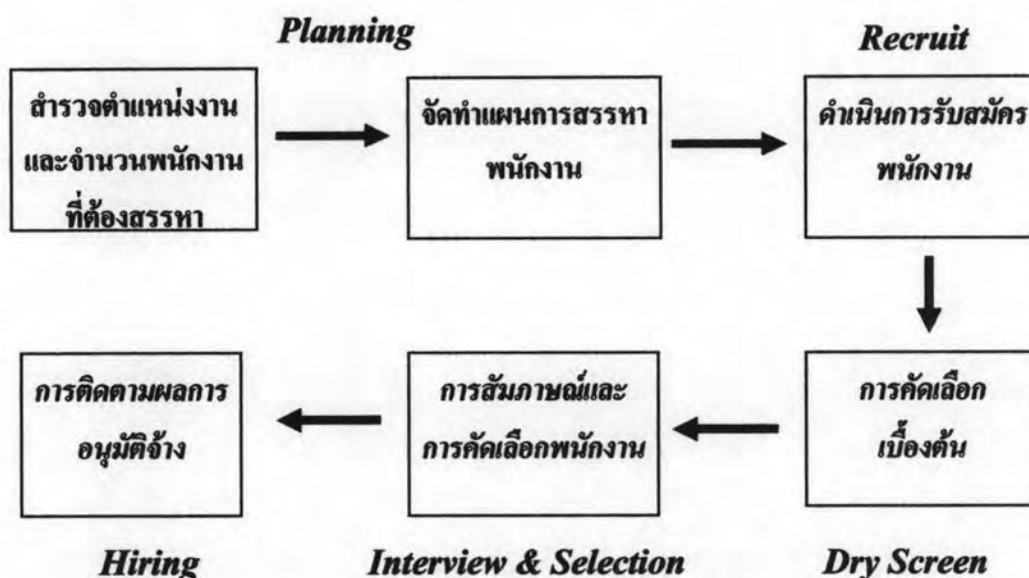 Planning
Recruit
สำรวจตำแหน่งงาน
และจำนวนพนักงาน
ที่ต้องสรรหา
จัดทำแผนการสรรหา
พนักงาน
ดำเนินการรับสมัคร
พนักงาน
การคัดเลือก
เบื้องต้น
การสัมภาษณ์และ
การคัดเลือกพนักงาน
การติดตามผลการ
อนุมัติจ้าง
Hiring
Interview & Selection
Dry Screen